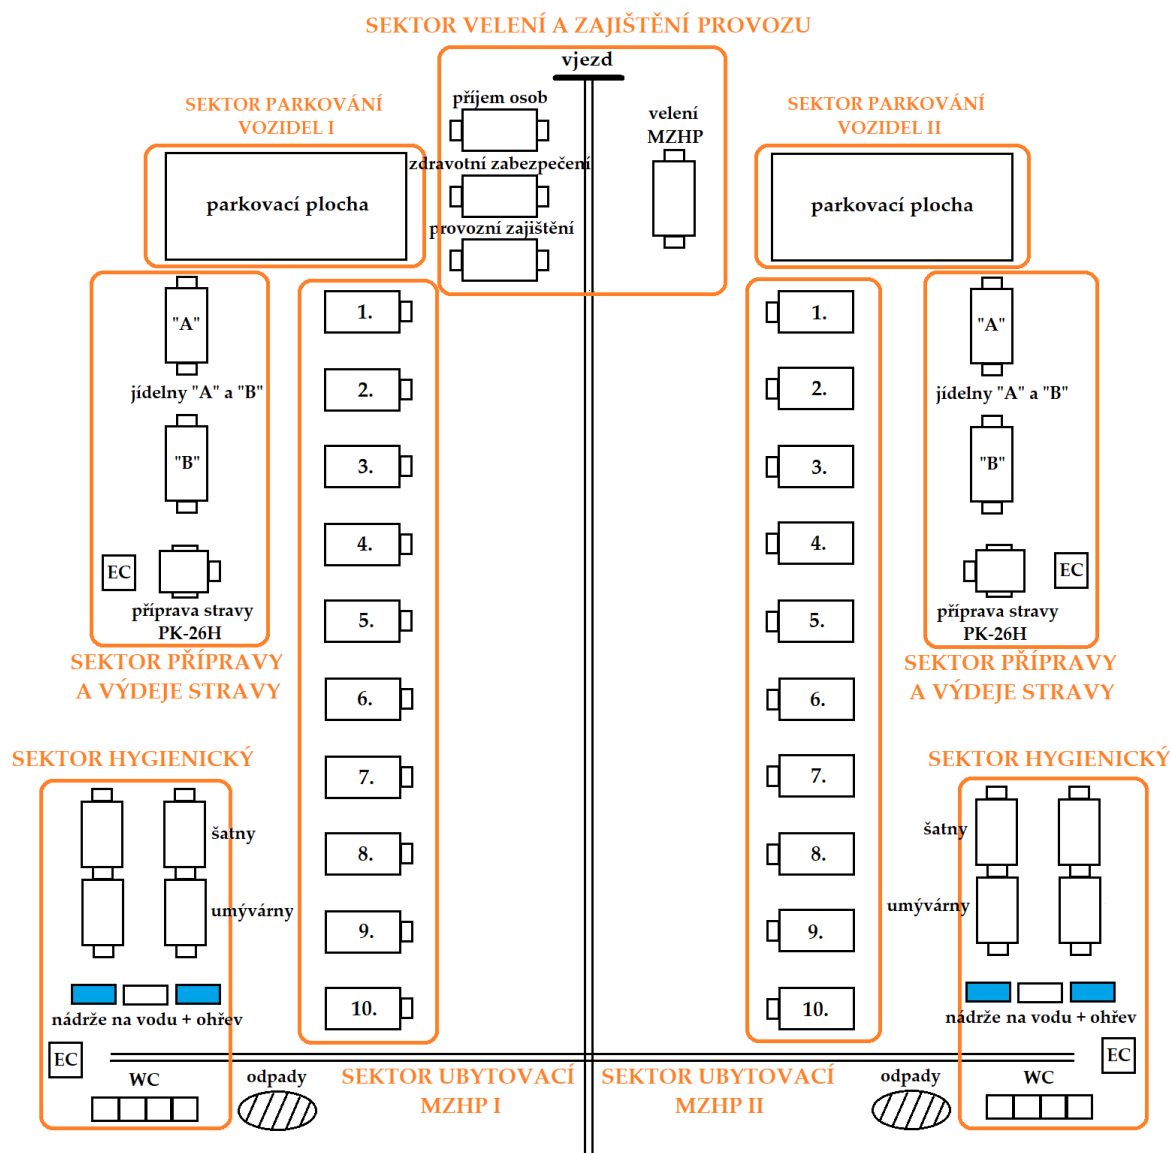 SEKTOR VELENÍ A ZAJIŠTĚNÍ PROVOZU
vjezd
příjem osob
zdravotní zabezpečení
provozní zajištění
velení
MZHP
SEKTOR PARKOVÁNÍ
VOZIDEL I
parkovací plocha
SEKTOR PARKOVÁNÍ
VOZIDEL II
parkovací plocha
"A"
jídelny "A" a "B"
"B"
EC
příprava stravy
PK-26H
SEKTOR PŘÍPRAVY
A VÝDEJE STRAVY
1.
2.
3.
4.
5.
6.
7.
8.
9.
10.
1.
2.
3.
4.
5.
6.
7.
8.
9.
10.
"A"
jídelny "A" a "B"
"B"
EC
příprava stravy
PK-26H
SEKTOR PŘÍPRAVY
A VÝDEJE STRAVY
SEKTOR HYGIENICKÝ
šatny
umývárny
nádrže na vodu + ohřev
EC
WC
odpady
SEKTOR UBYTOVACÍ
MZHP I
SEKTOR UBYTOVACÍ
MZHP II
SEKTOR HYGIENICKÝ
šatny
umývárny
nádrže na vodu + ohřev
EC
WC
odpady